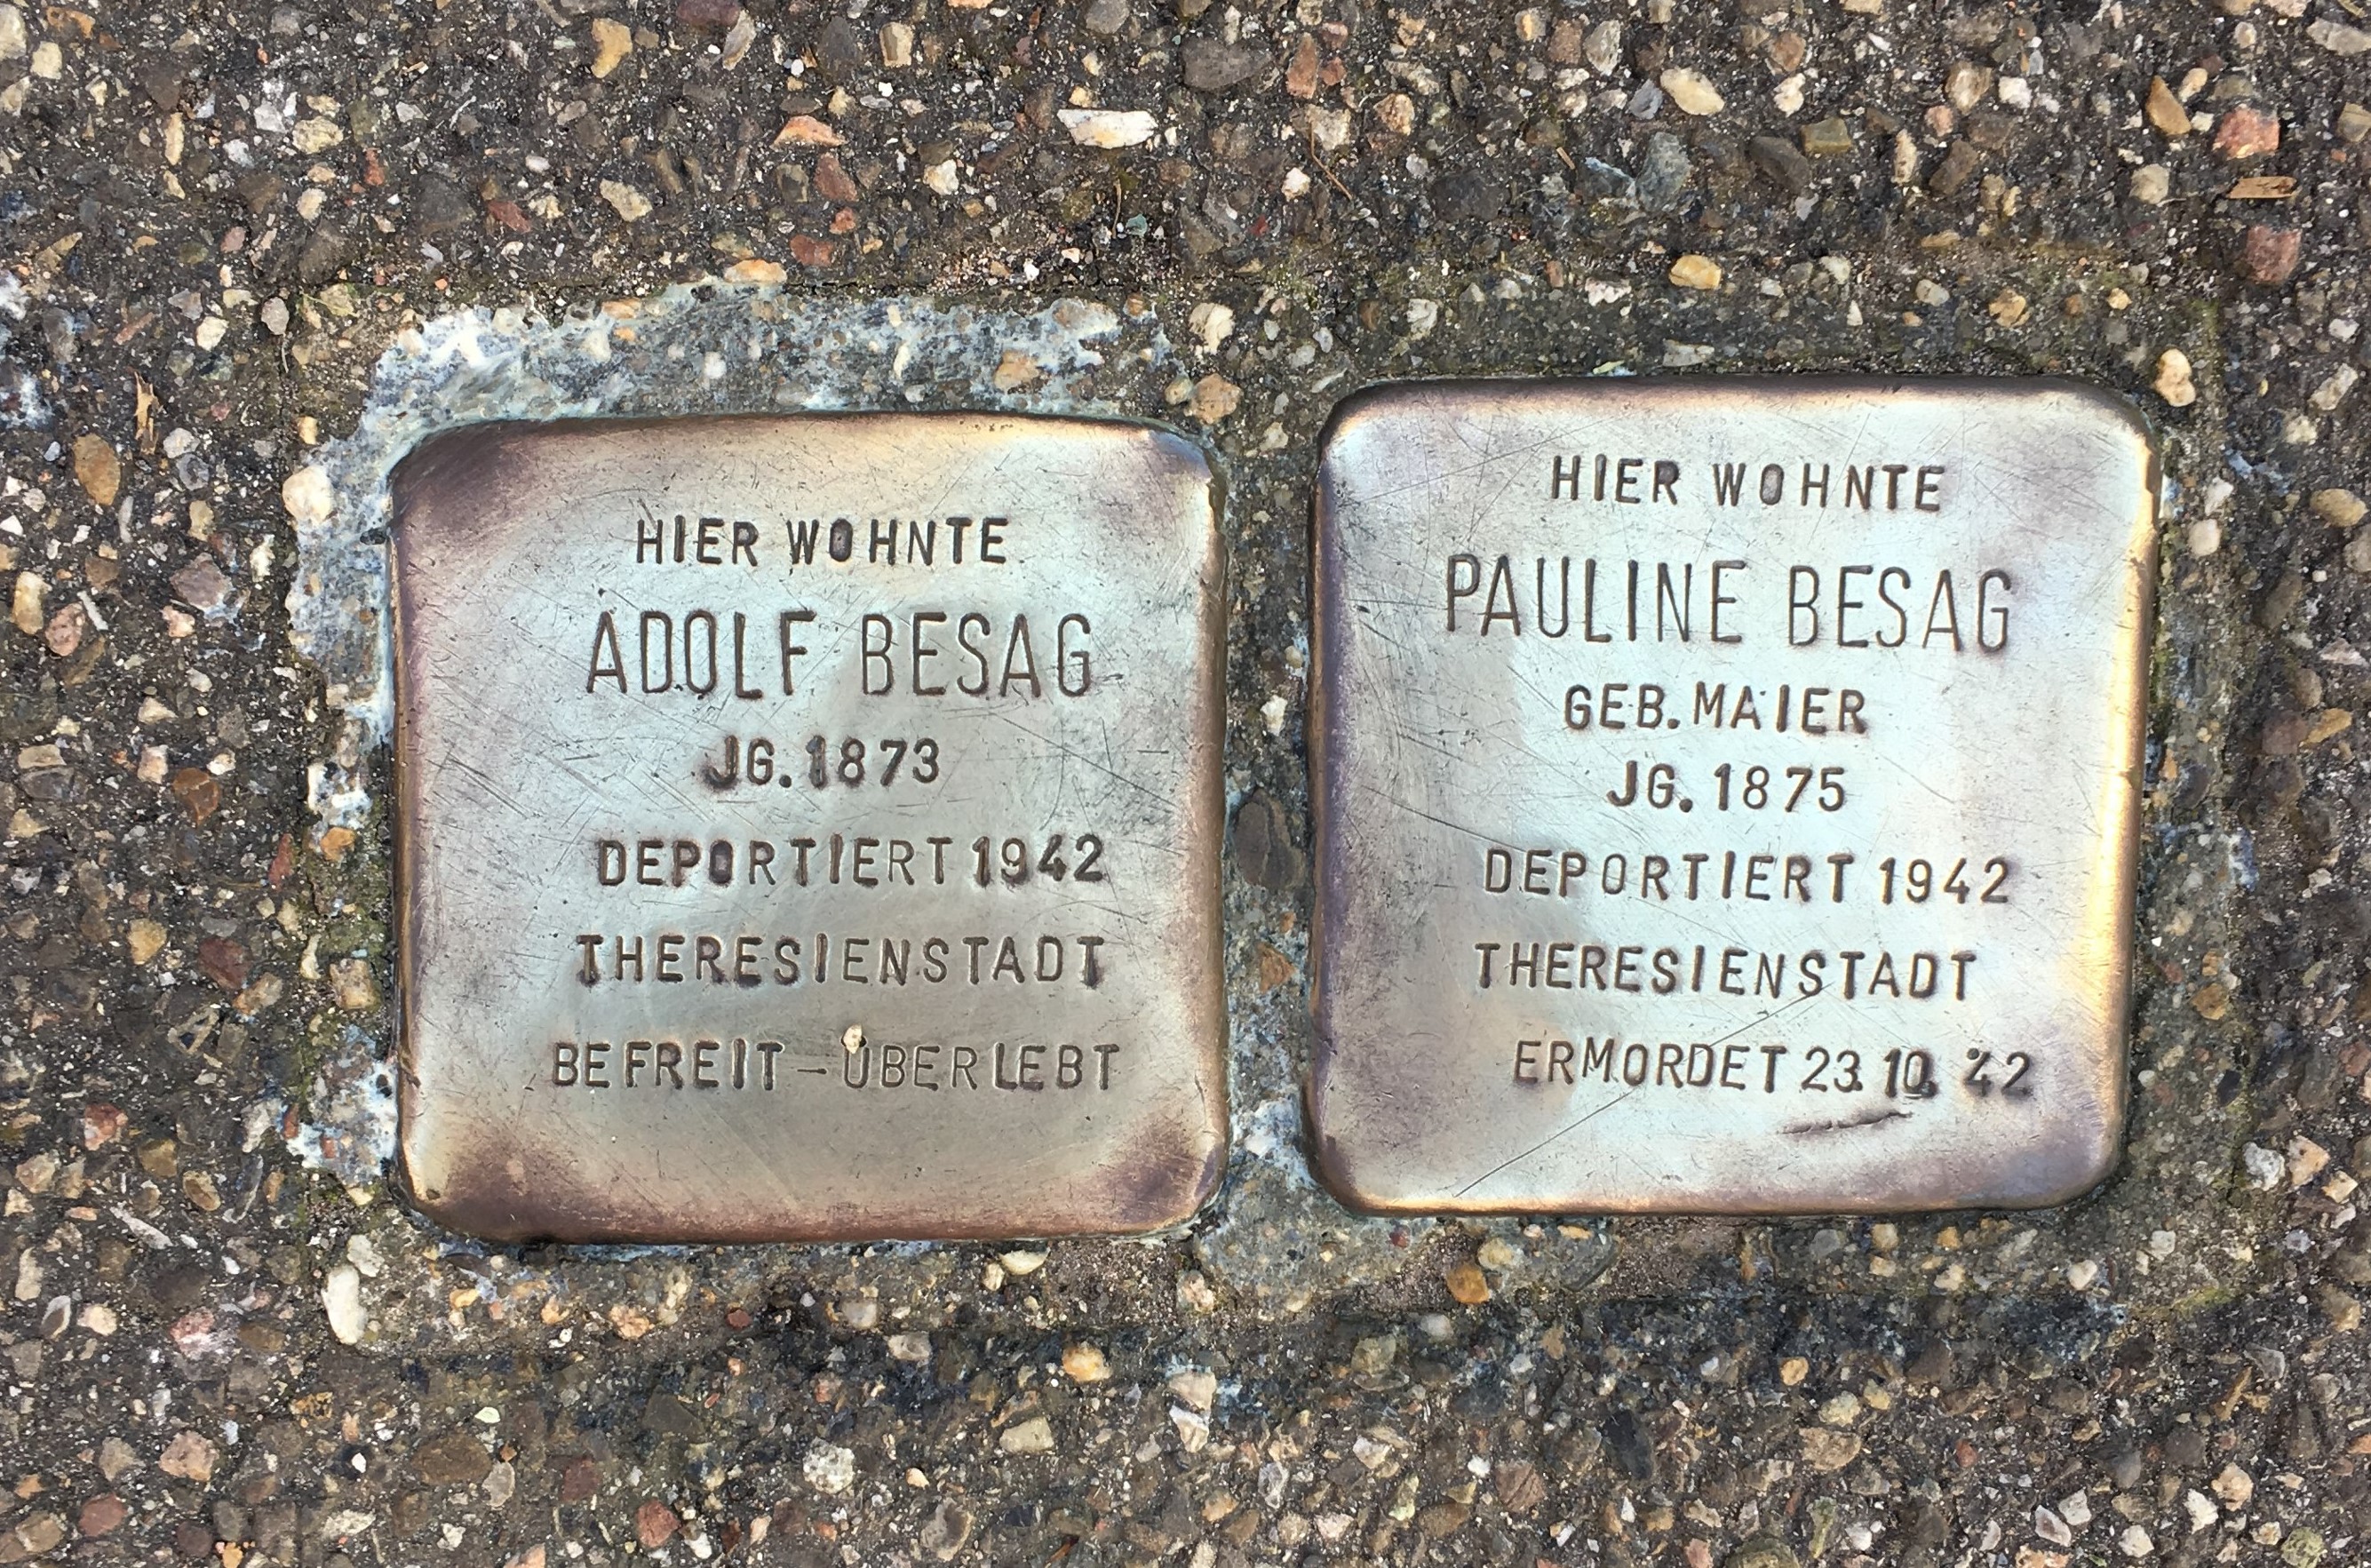 HIER WOHNTE
ADOLF BESAG
JG. 1873
DEPORTIERT 1942
THERESIENSTADT
BEFREIT - ÜBERLEBT
HIER WOHNTE
PAULINE BESAG
GEB. MAIER
JG. 1875
DEPORTIERT 1942
THERESIENSTADT
ERMORDET 23.10.42